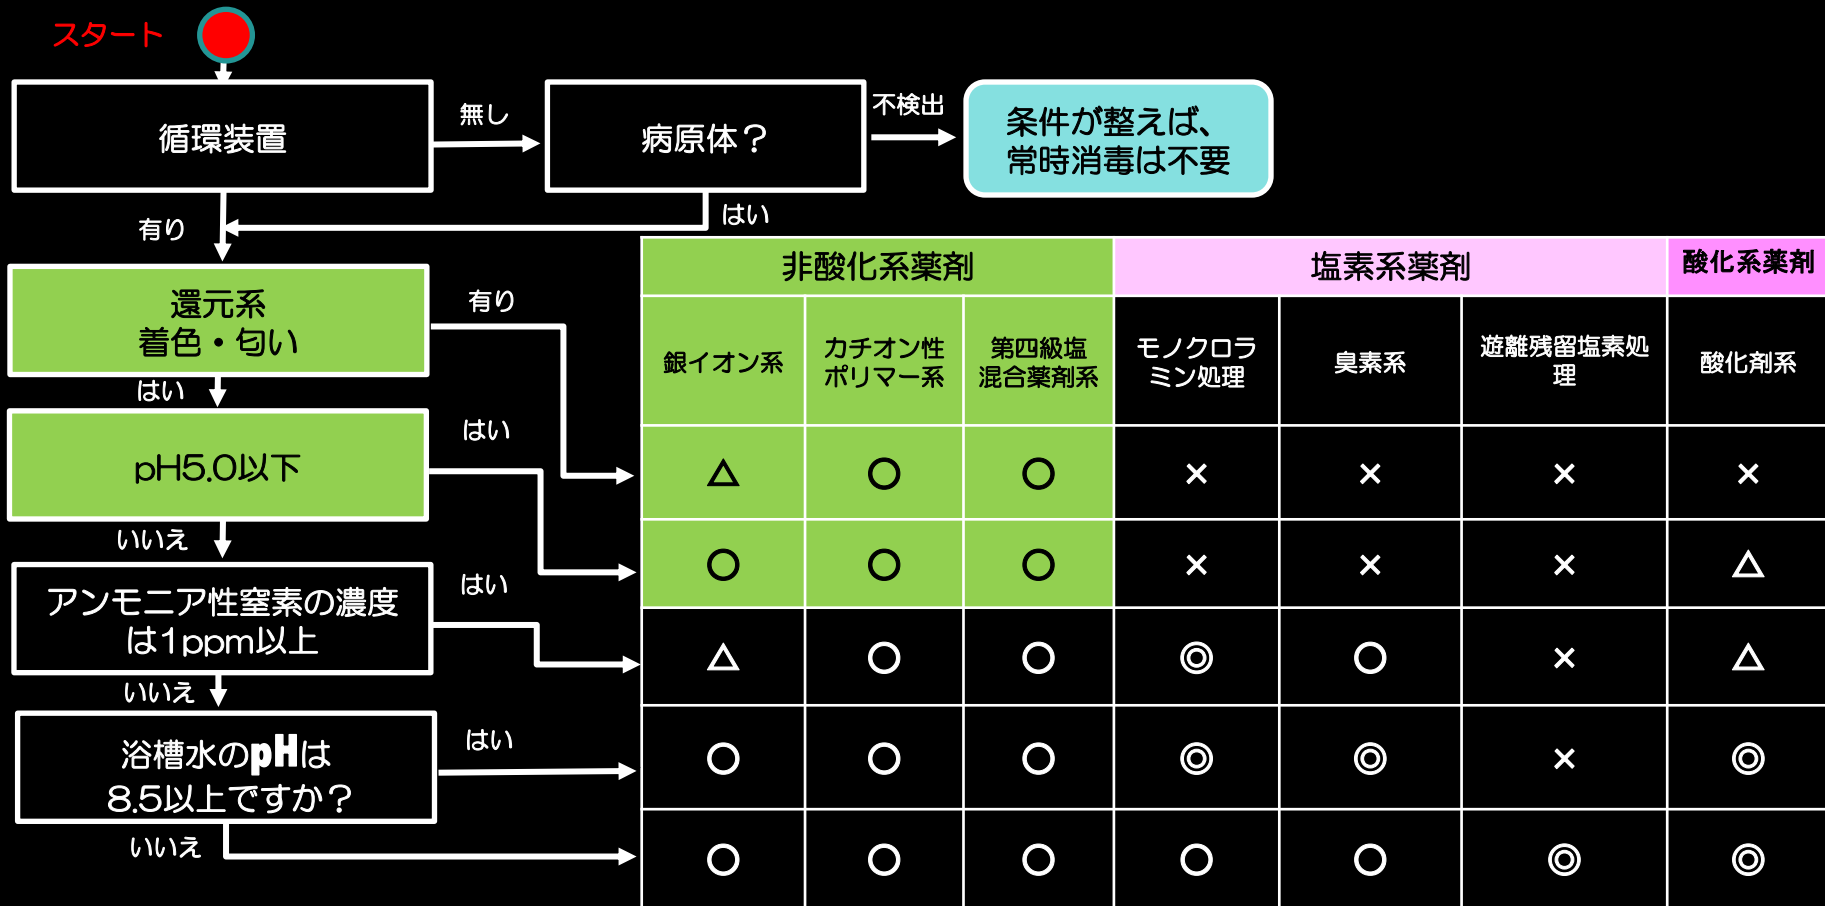 スタート
循環装置
無し
病原体？
不検出
条件が整えば、
常時消毒は不要
有り
はい
還元系
着色・匂い
有り
はい
pH5.0以下
はい
いいえ
アンモニア性窒素の濃度
は1ppm以上
はい
いいえ
浴槽水のpHは
8.5以上ですか？
はい
いいえ
非酸化系薬剤
塩素系薬剤
酸化系薬剤
銀イオン系
カチオン性
ポリマー系
第四級塩
混合薬剤系
モノクロラ
ミン処理
臭素系
遊離残留塩素処
理
酸化剤系
△ ○ ○ × × × ×
○ ○ ○ × × × △
△ ○ ○ ◎ ○ × △
○ ○ ○ ◎ ◎ × ◎
○ ○ ○ ○ ○ ◎ ◎